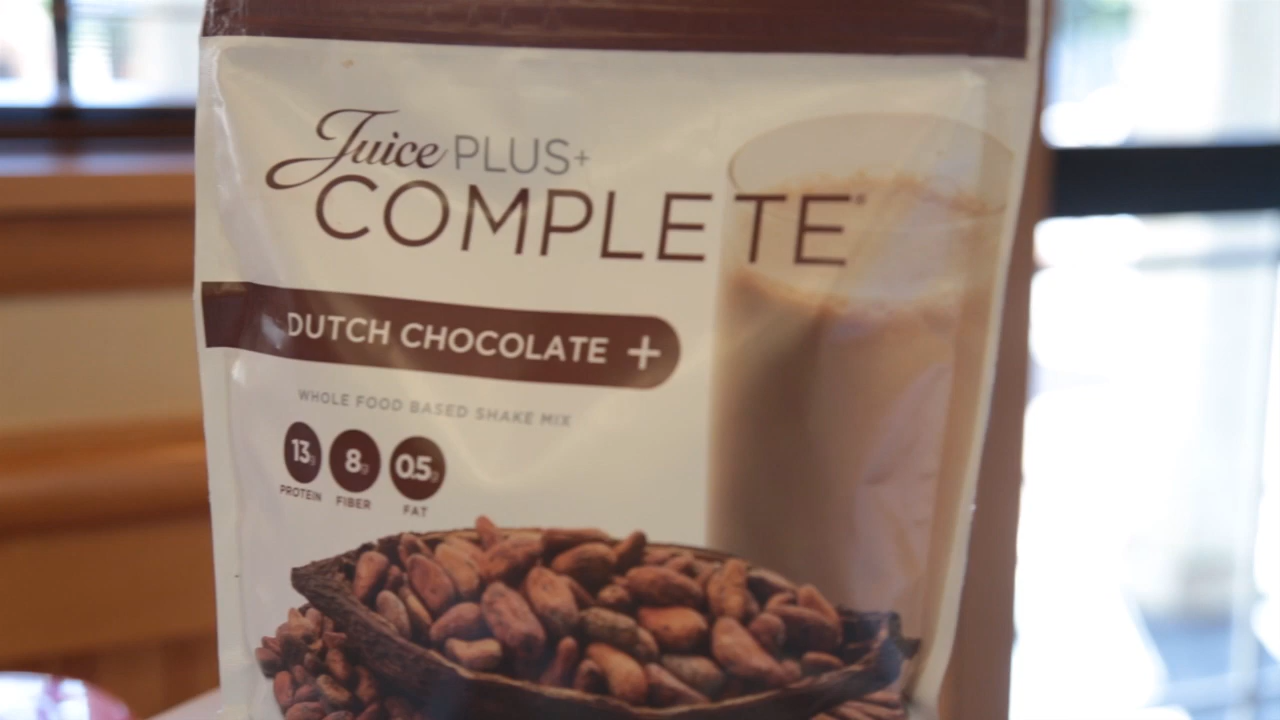 Juice PLUS+
COMPLETE®
DUTCH CHOCOLATE +
WHOLE FOOD BASED SHAKE MIX
13g 8g 0.5g
PROTEIN FIBER FAT